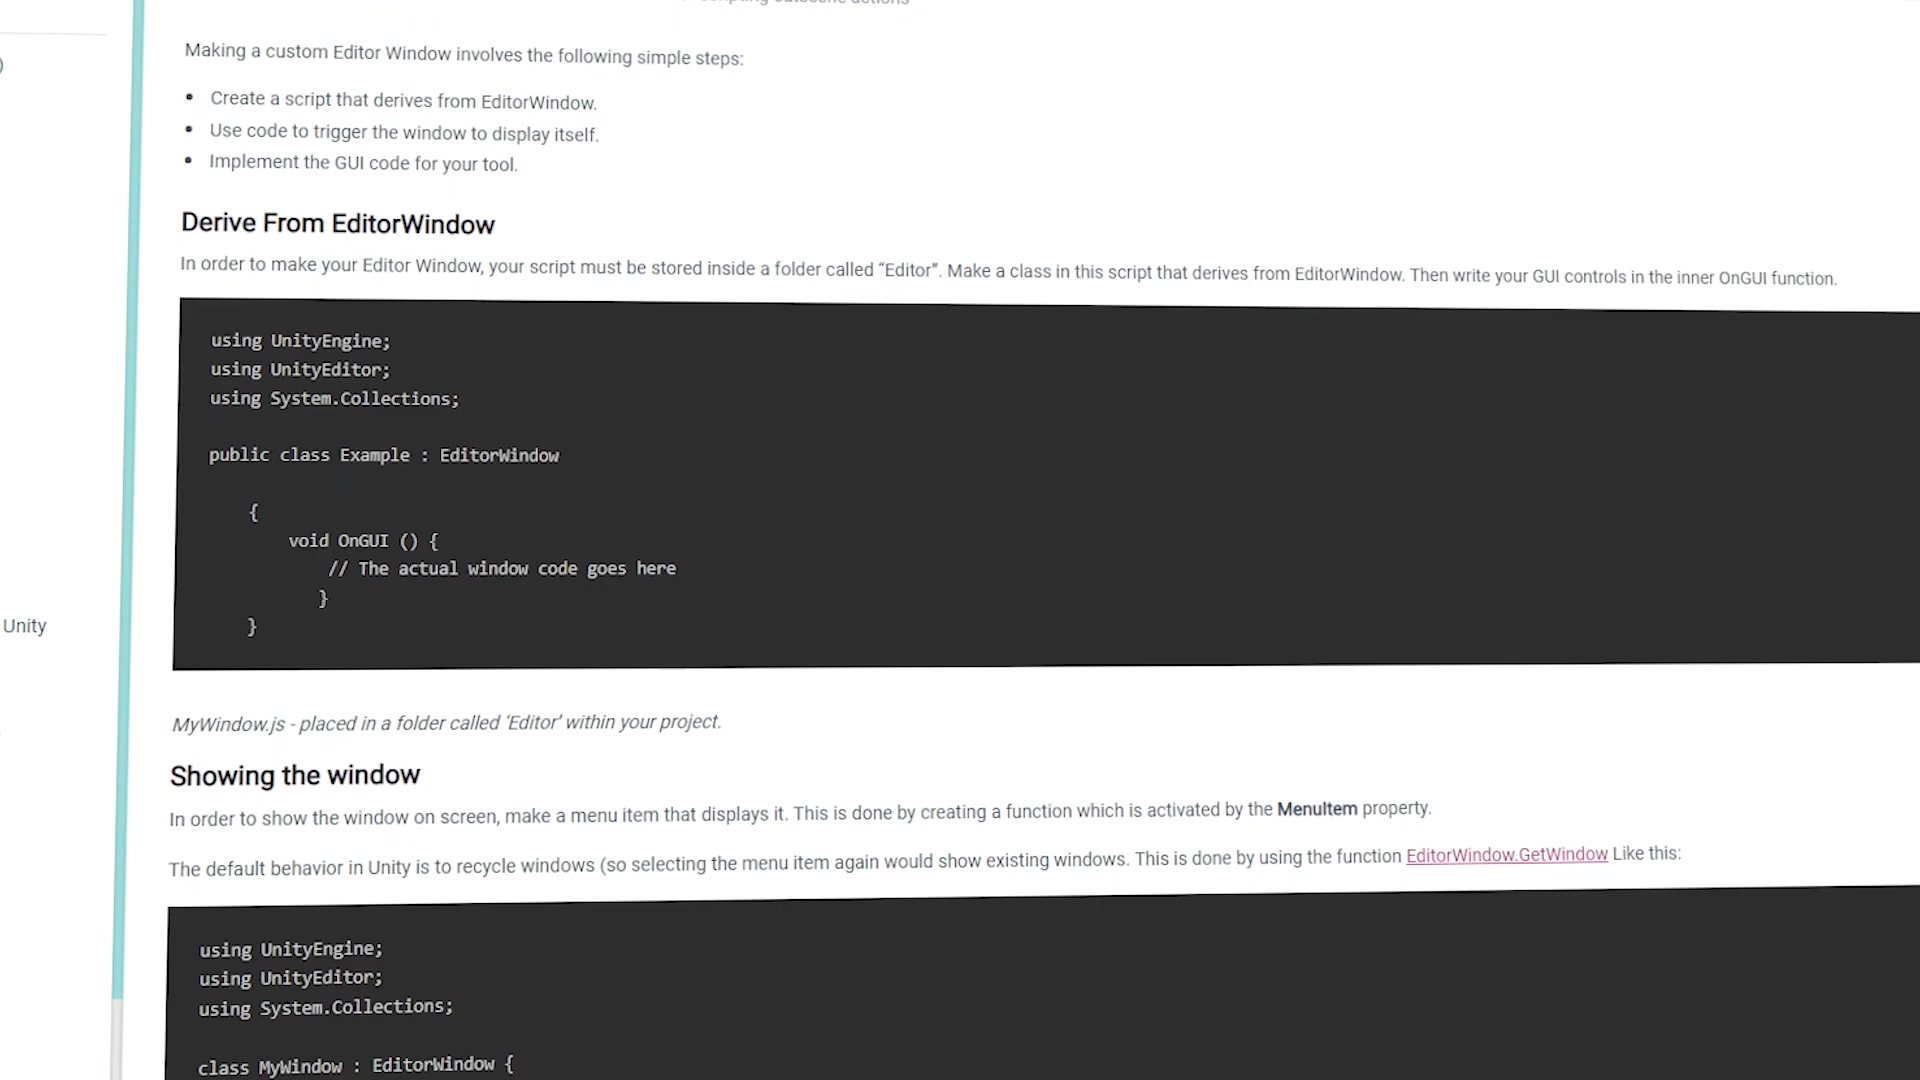 Making a custom Editor Window involves the following simple steps:
• Create a script that derives from EditorWindow.
• Use code to trigger the window to display itself.
• Implement the GUI code for your tool.
Derive From EditorWindow
In order to make your Editor Window, your script must be stored inside a folder called “Editor”. Make a class in this script that derives from EditorWindow. Then write your GUI controls in the inner OnGUI function.
using UnityEngine;
using UnityEditor;
using System.Collections;
public class Example : EditorWindow
{
void OnGUI () {
// The actual window code goes here
}
}
Unity
MyWindow.js - placed in a folder called ‘Editor’ within your project.
Showing the window
In order to show the window on screen, make a menu item that displays it. This is done by creating a function which is activated by the MenuItem property.
The default behavior in Unity is to recycle windows (so selecting the menu item again would show existing windows. This is done by using the function EditorWindow.GetWindow Like this:
using UnityEngine;
using UnityEditor;
using System.Collections;
class MyWindow : EditorWindow {